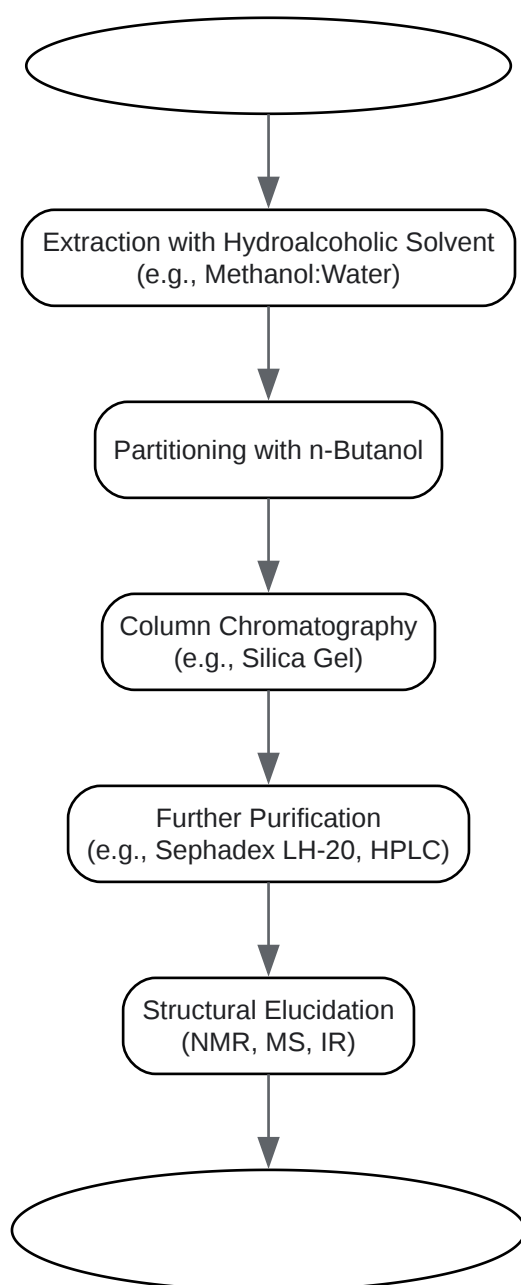 Extraction with Hydroalcoholic Solvent
(e.g., Methanol:Water)
Partitioning with n-Butanol
Column Chromatography
(e.g., Silica Gel)
Further Purification
(e.g., Sephadex LH-20, HPLC)
Structural Elucidation
(NMR, MS, IR)